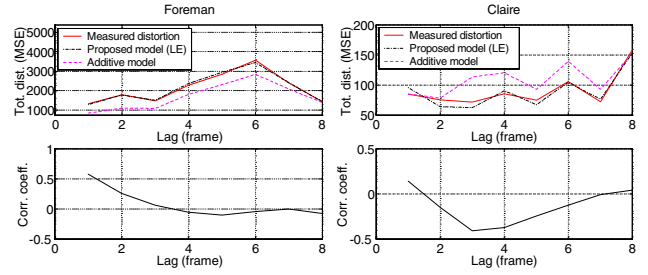 Foreman
Tot. dist. (MSE)
5000
4000
3000
2000
1000
Measured distortion
Proposed model (LE)
Additive model
0 2 4 6 8
Lag (frame)
Claire
Tot. dist. (MSE)
200
150
100
50
Measured distortion
Proposed model (LE)
Additive model
0 2 4 6 8
Lag (frame)
Corr. coeff.
1
0.5
0
-0.5
0 2 4 6 8
Lag (frame)
Corr. coeff.
0.5
0
-0.5
0 2 4 6 8
Lag (frame)